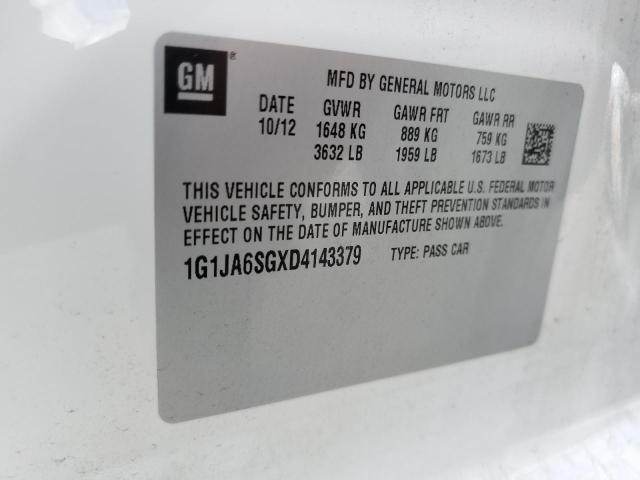 GM ®
MFD BY GENERAL MOTORS LLC
DATE GVWR GAWR FRT GAWR RR
10/12 1648 KG 889 KG 759 KG
3632 LB 1959 LB 1673 LB
THIS VEHICLE CONFORMS TO ALL APPLICABLE U.S. FEDERAL MOTOR
VEHICLE SAFETY, BUMPER, AND THEFT PREVENTION STANDARDS IN
EFFECT ON THE DATE OF MANUFACTURE SHOWN ABOVE.
1G1JA6SGXD4143379 TYPE: PASS CAR